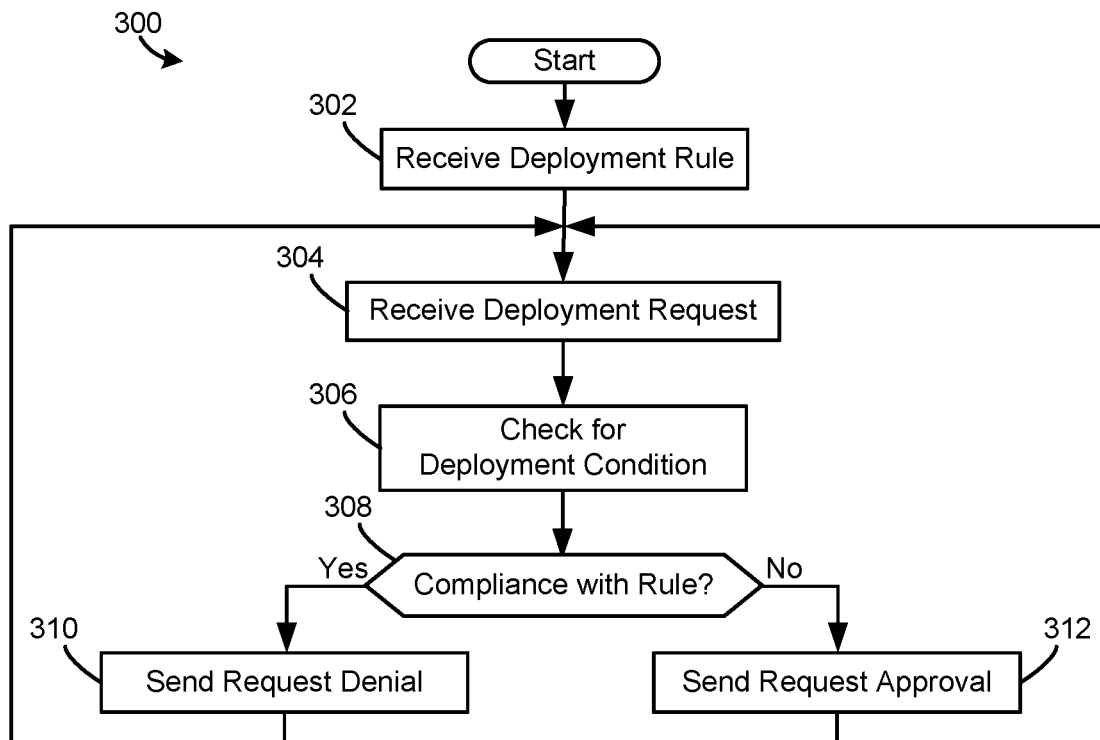 300
Start
302
Receive Deployment Rule
304
Receive Deployment Request
306
Check for
Deployment Condition
308
Yes
Compliance with Rule?
No
310
Send Request Denial
312
Send Request Approval